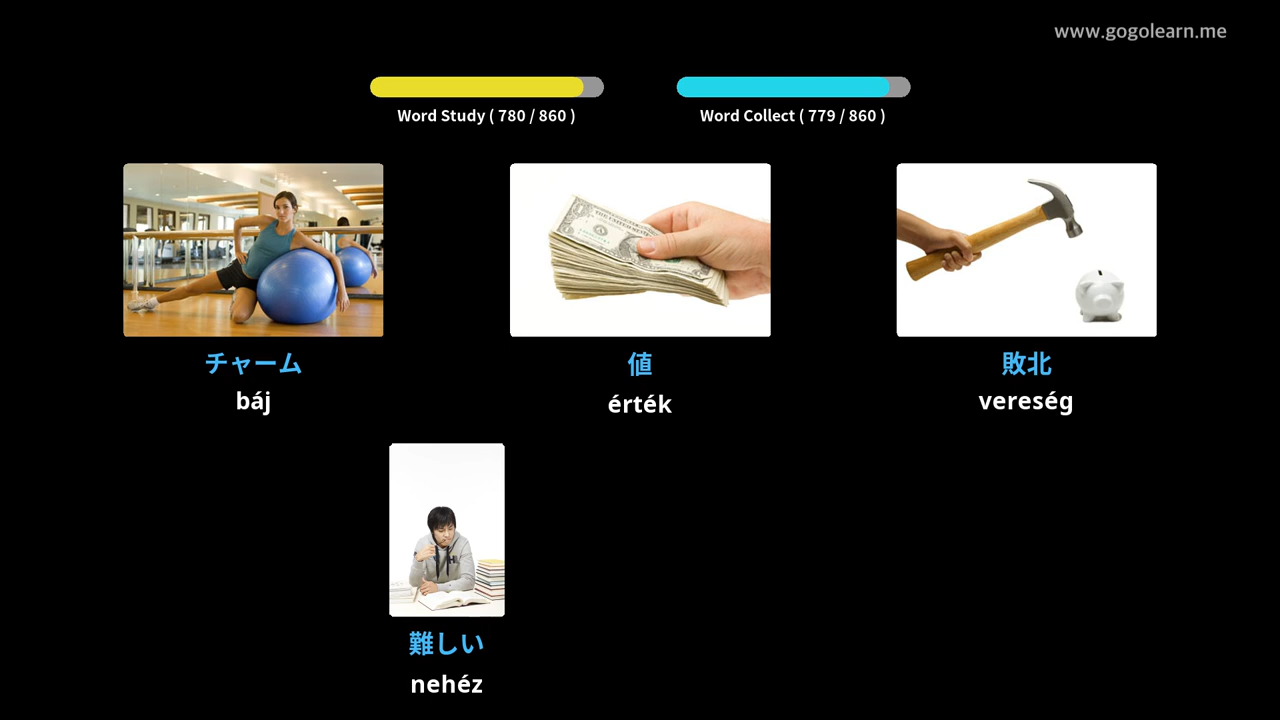 www.gogolearn.me
Word Study ( 780 / 860 )
Word Collect ( 779 / 860 )
チャーム
値
敗北
báj
érték
vereség
難しい
nehéz